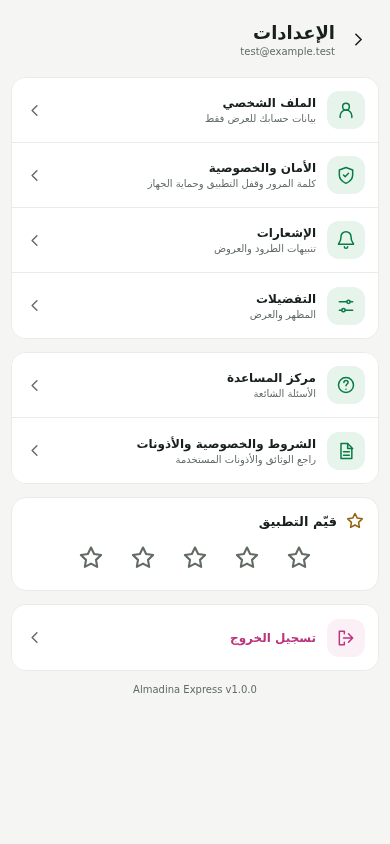 الإعدادات
test@example.test
الملف الشخصي
بيانات حسابك للعرض فقط
الأمان والخصوصية
كلمة المرور وقفل التطبيق وحماية الجهاز
الإشعارات
تنبيهات الطرود والعروض
التفضيلات
المظهر والعرض
مركز المساعدة
الأسئلة الشائعة
الشروط والخصوصية والأذونات
راجع الوثائق والأذونات المستخدمة
قيّم التطبيق
تسجيل الخروج
Almadina Express v1.0.0